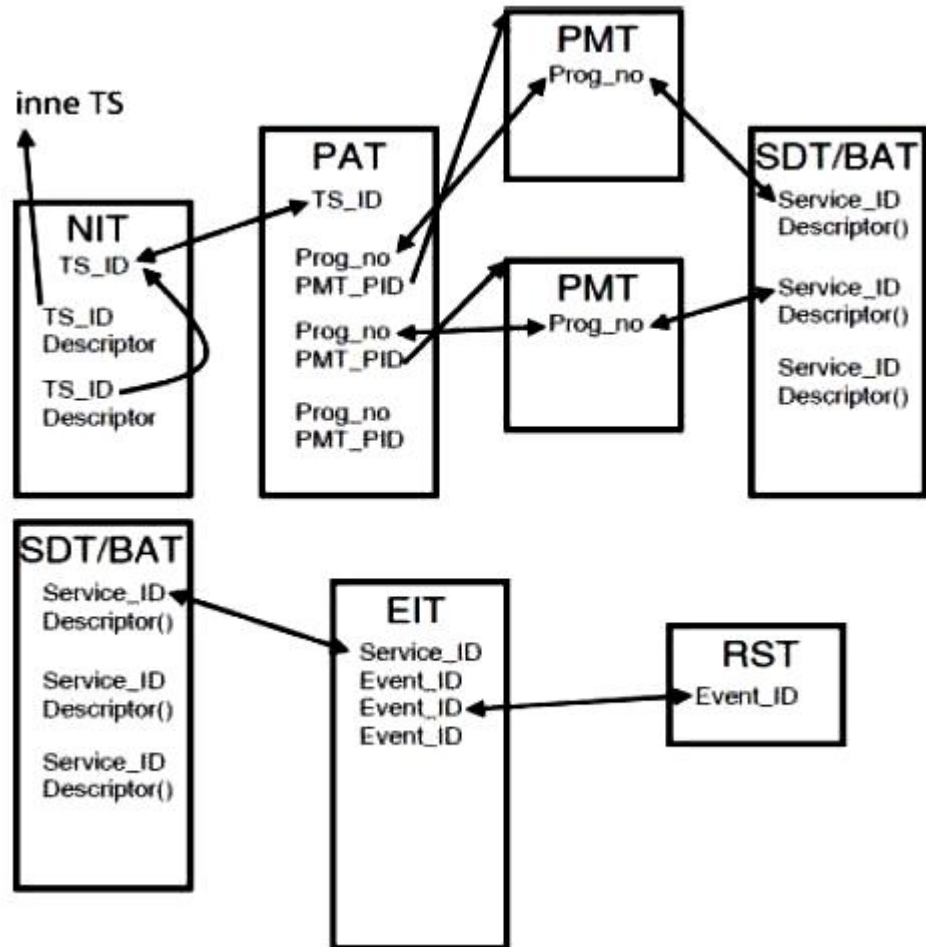 inne TS
NIT
TS_ID
TS_ID
Descriptor
TS_ID
Descriptor
PAT
TS_ID
Prog_no
PMT_PID
Prog_no
PMT_PID
Prog_no
PMT_PID
PMT
Prog_no
PMT
Prog_no
SDT/BAT
Service_ID
Descriptor()
Service_ID
Descriptor()
Service_ID
Descriptor()
SDT/BAT
Service_ID
Descriptor()
Service_ID
Descriptor()
Service_ID
Descriptor()
EIT
Service_ID
Event_ID
Event_ID
Event_ID
RST
Event_ID